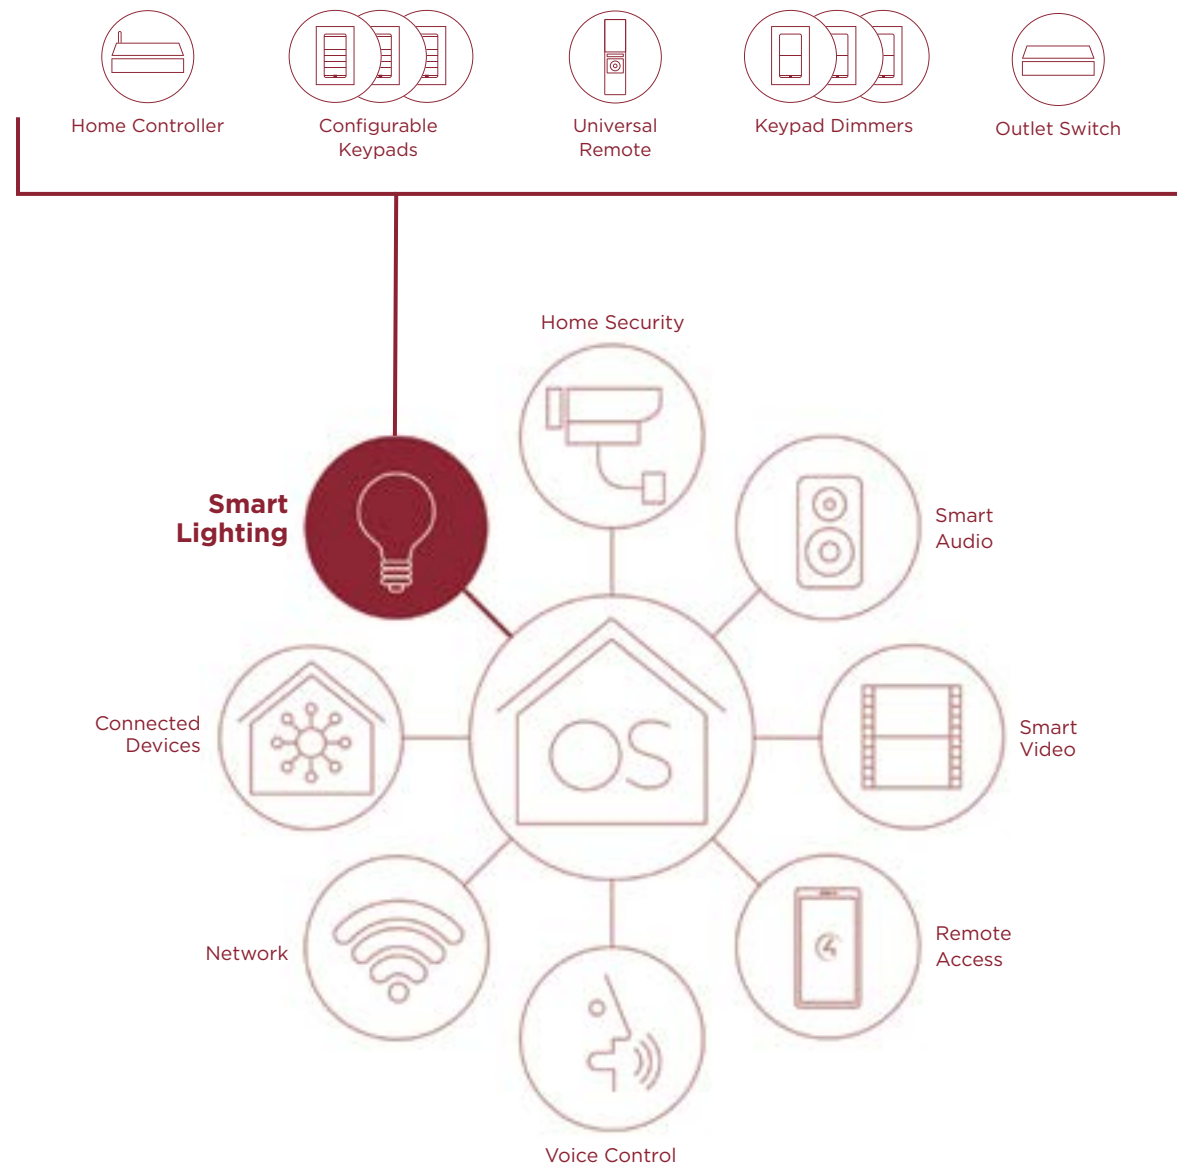 Home Controller
Configurable
Keypads
Universal
Remote
Keypad Dimmers
Outlet Switch
Home Security
Smart
Lighting
Smart
Audio
Connected
Devices
OS
Smart
Video
Network
Remote
Access
Voice Control